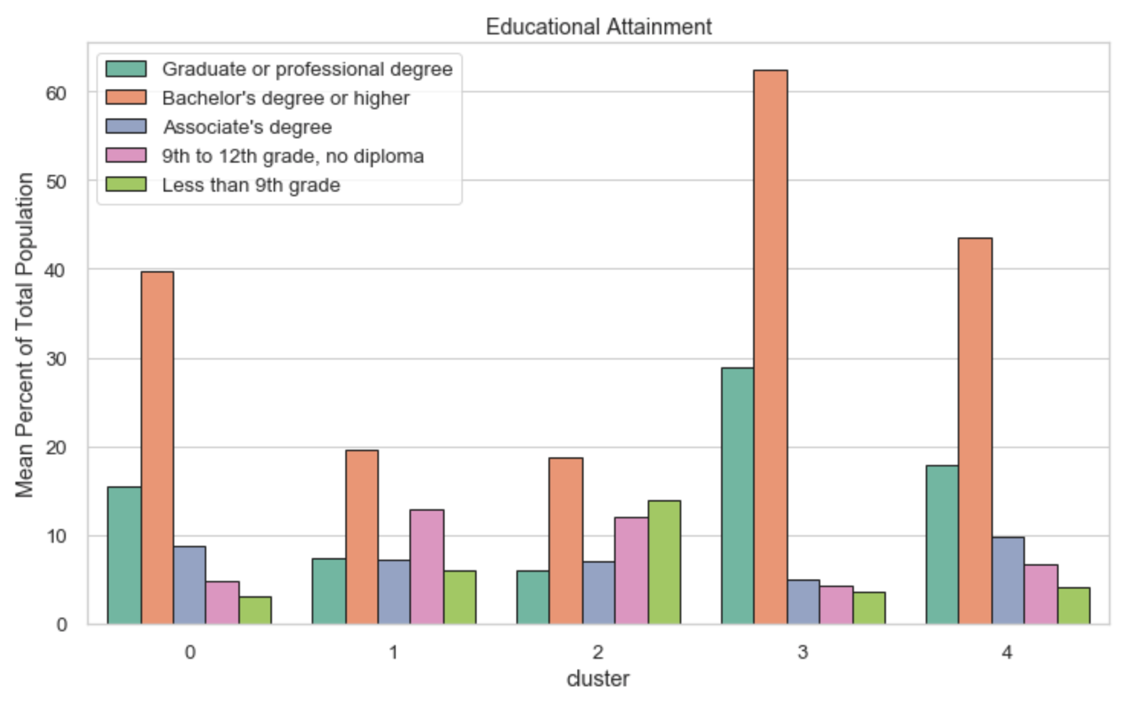 Educational Attainment
Graduate or professional degree
Bachelor's degree or higher
Associate's degree
9th to 12th grade, no diploma
Less than 9th grade
Mean Percent of Total Population
60
50
40
30
20
10
0
0 1 2 3 4
cluster